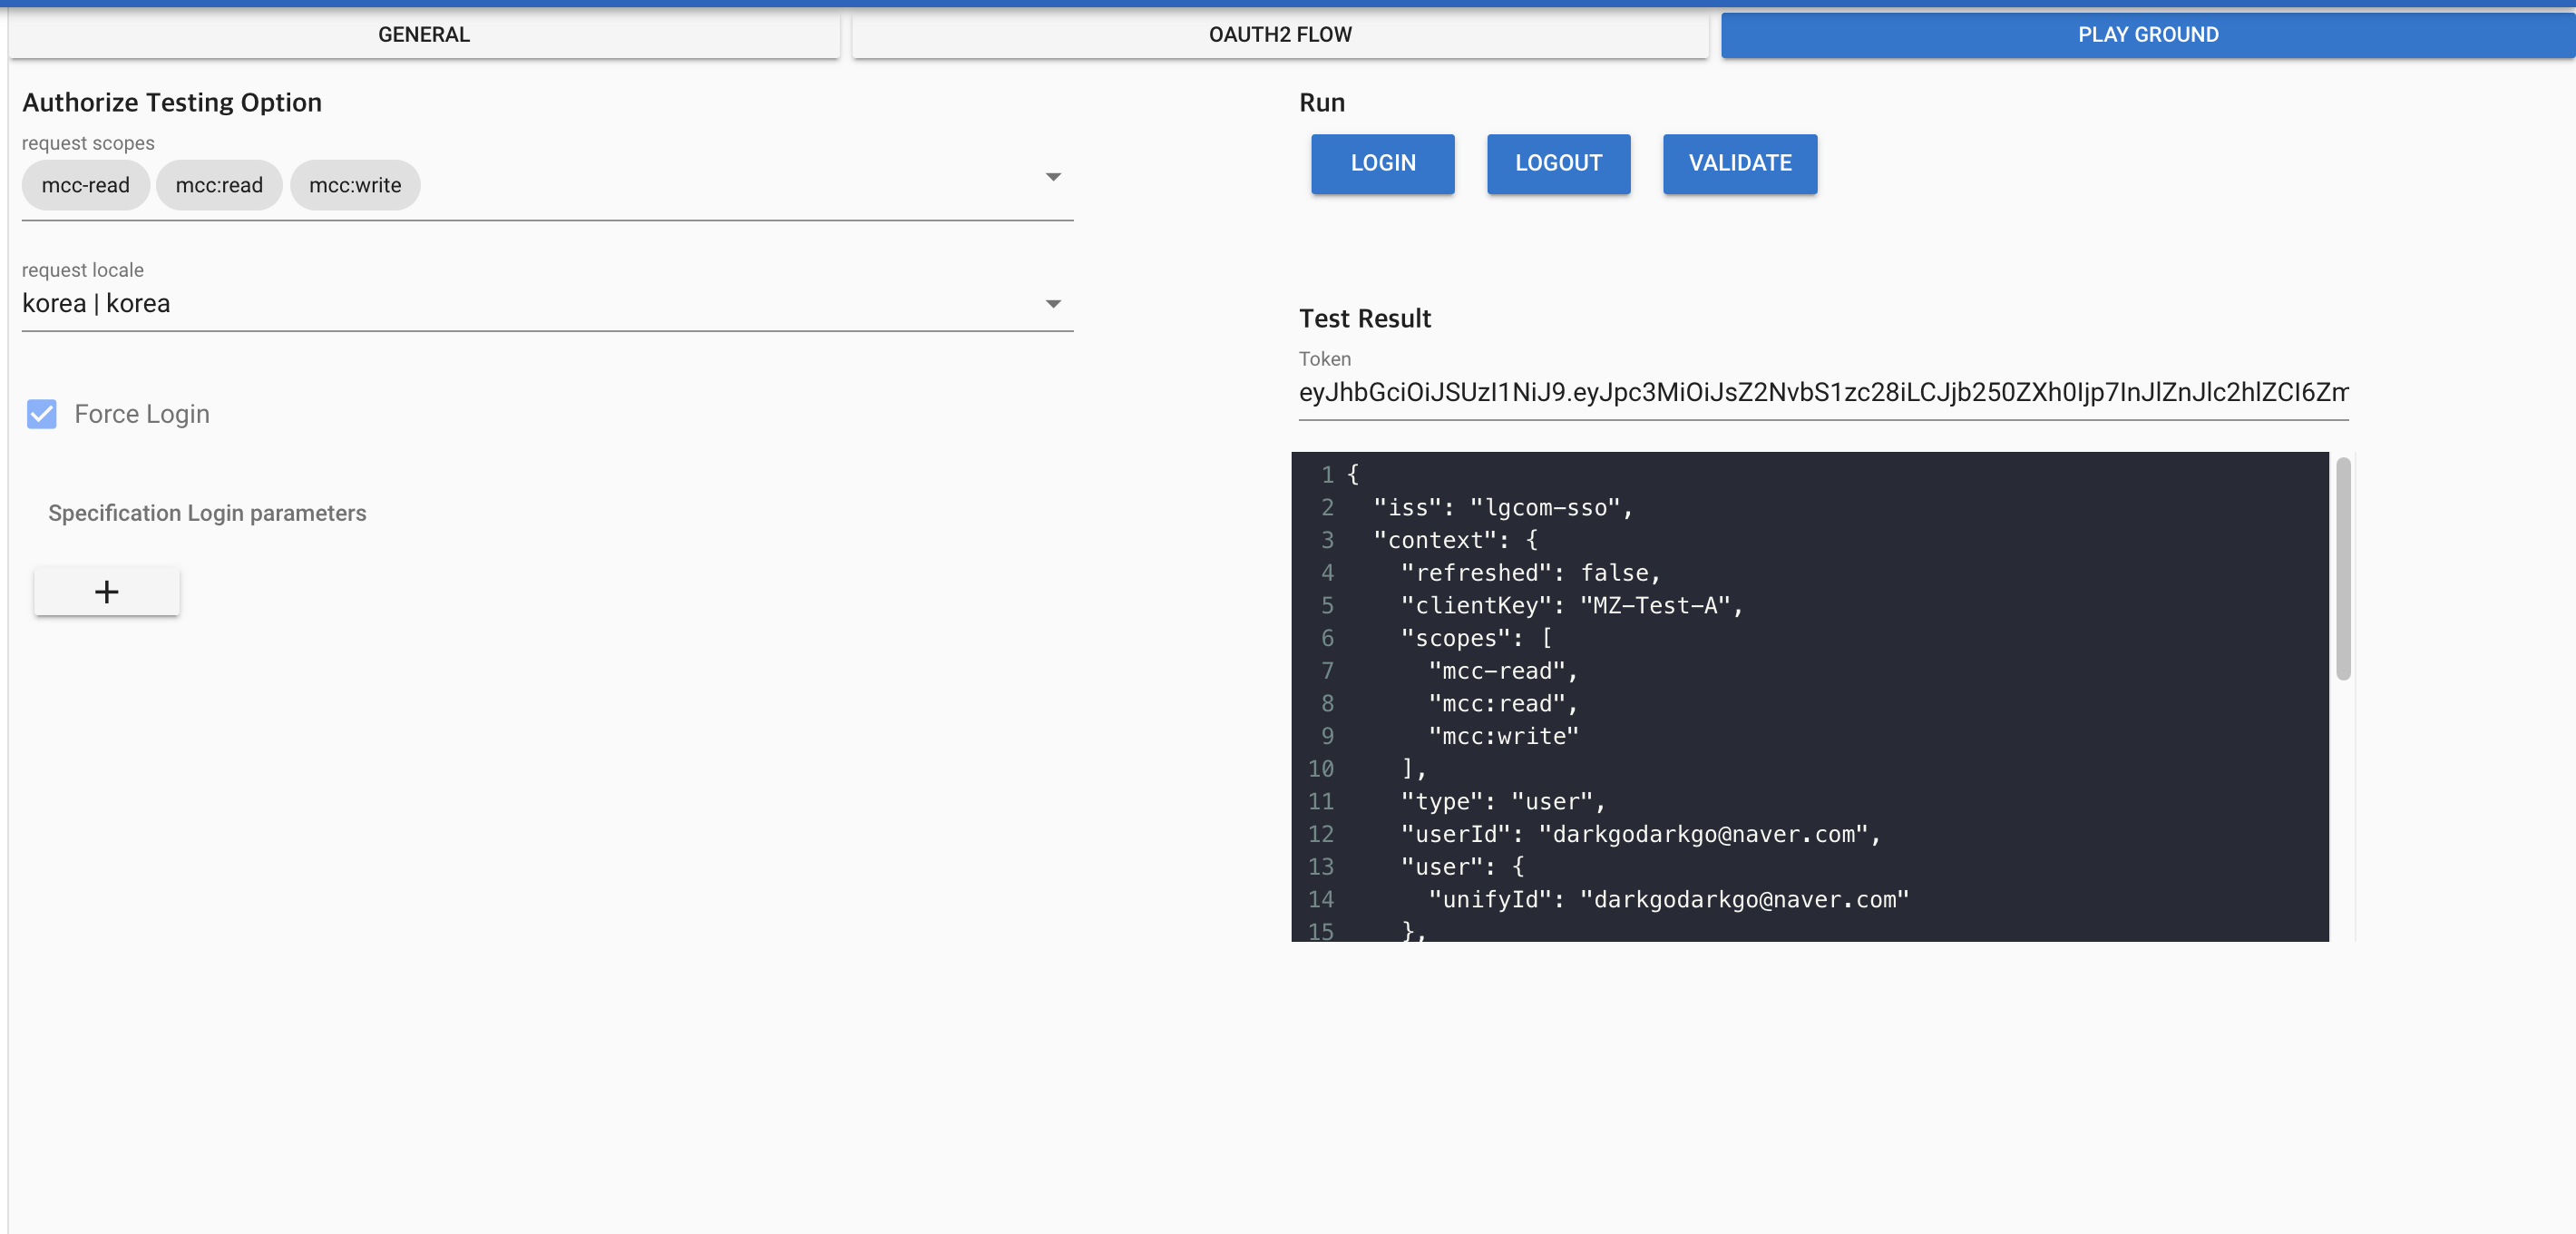 GENERAL
OAUTH2 FLOW
PLAY GROUND
Authorize Testing Option
request scopes
mcc-read
mcc:read
mcc:write
request locale
korea | korea
Force Login
Specification Login parameters
+
Run
LOGIN
LOGOUT
VALIDATE
Test Result
Token
eyJhbGciOiJSUzI1NiJ9.eyJpc3MiOiJsZ2NvbS1zc28iLCJjb250ZXh0Ijp7InJlZnJlc2hlZCI6Zm
1 {
2 "iss": "lgcom-sso",
3 "context": {
4 "refreshed": false,
5 "clientKey": "MZ-Test-A",
6 "scopes": [
7 "mcc-read",
8 "mcc:read",
9 "mcc:write"
10 ],
11 "type": "user",
12 "userId": "darkgodarkgo@naver.com",
13 "user": {
14 "unifyId": "darkgodarkgo@naver.com"
15 },